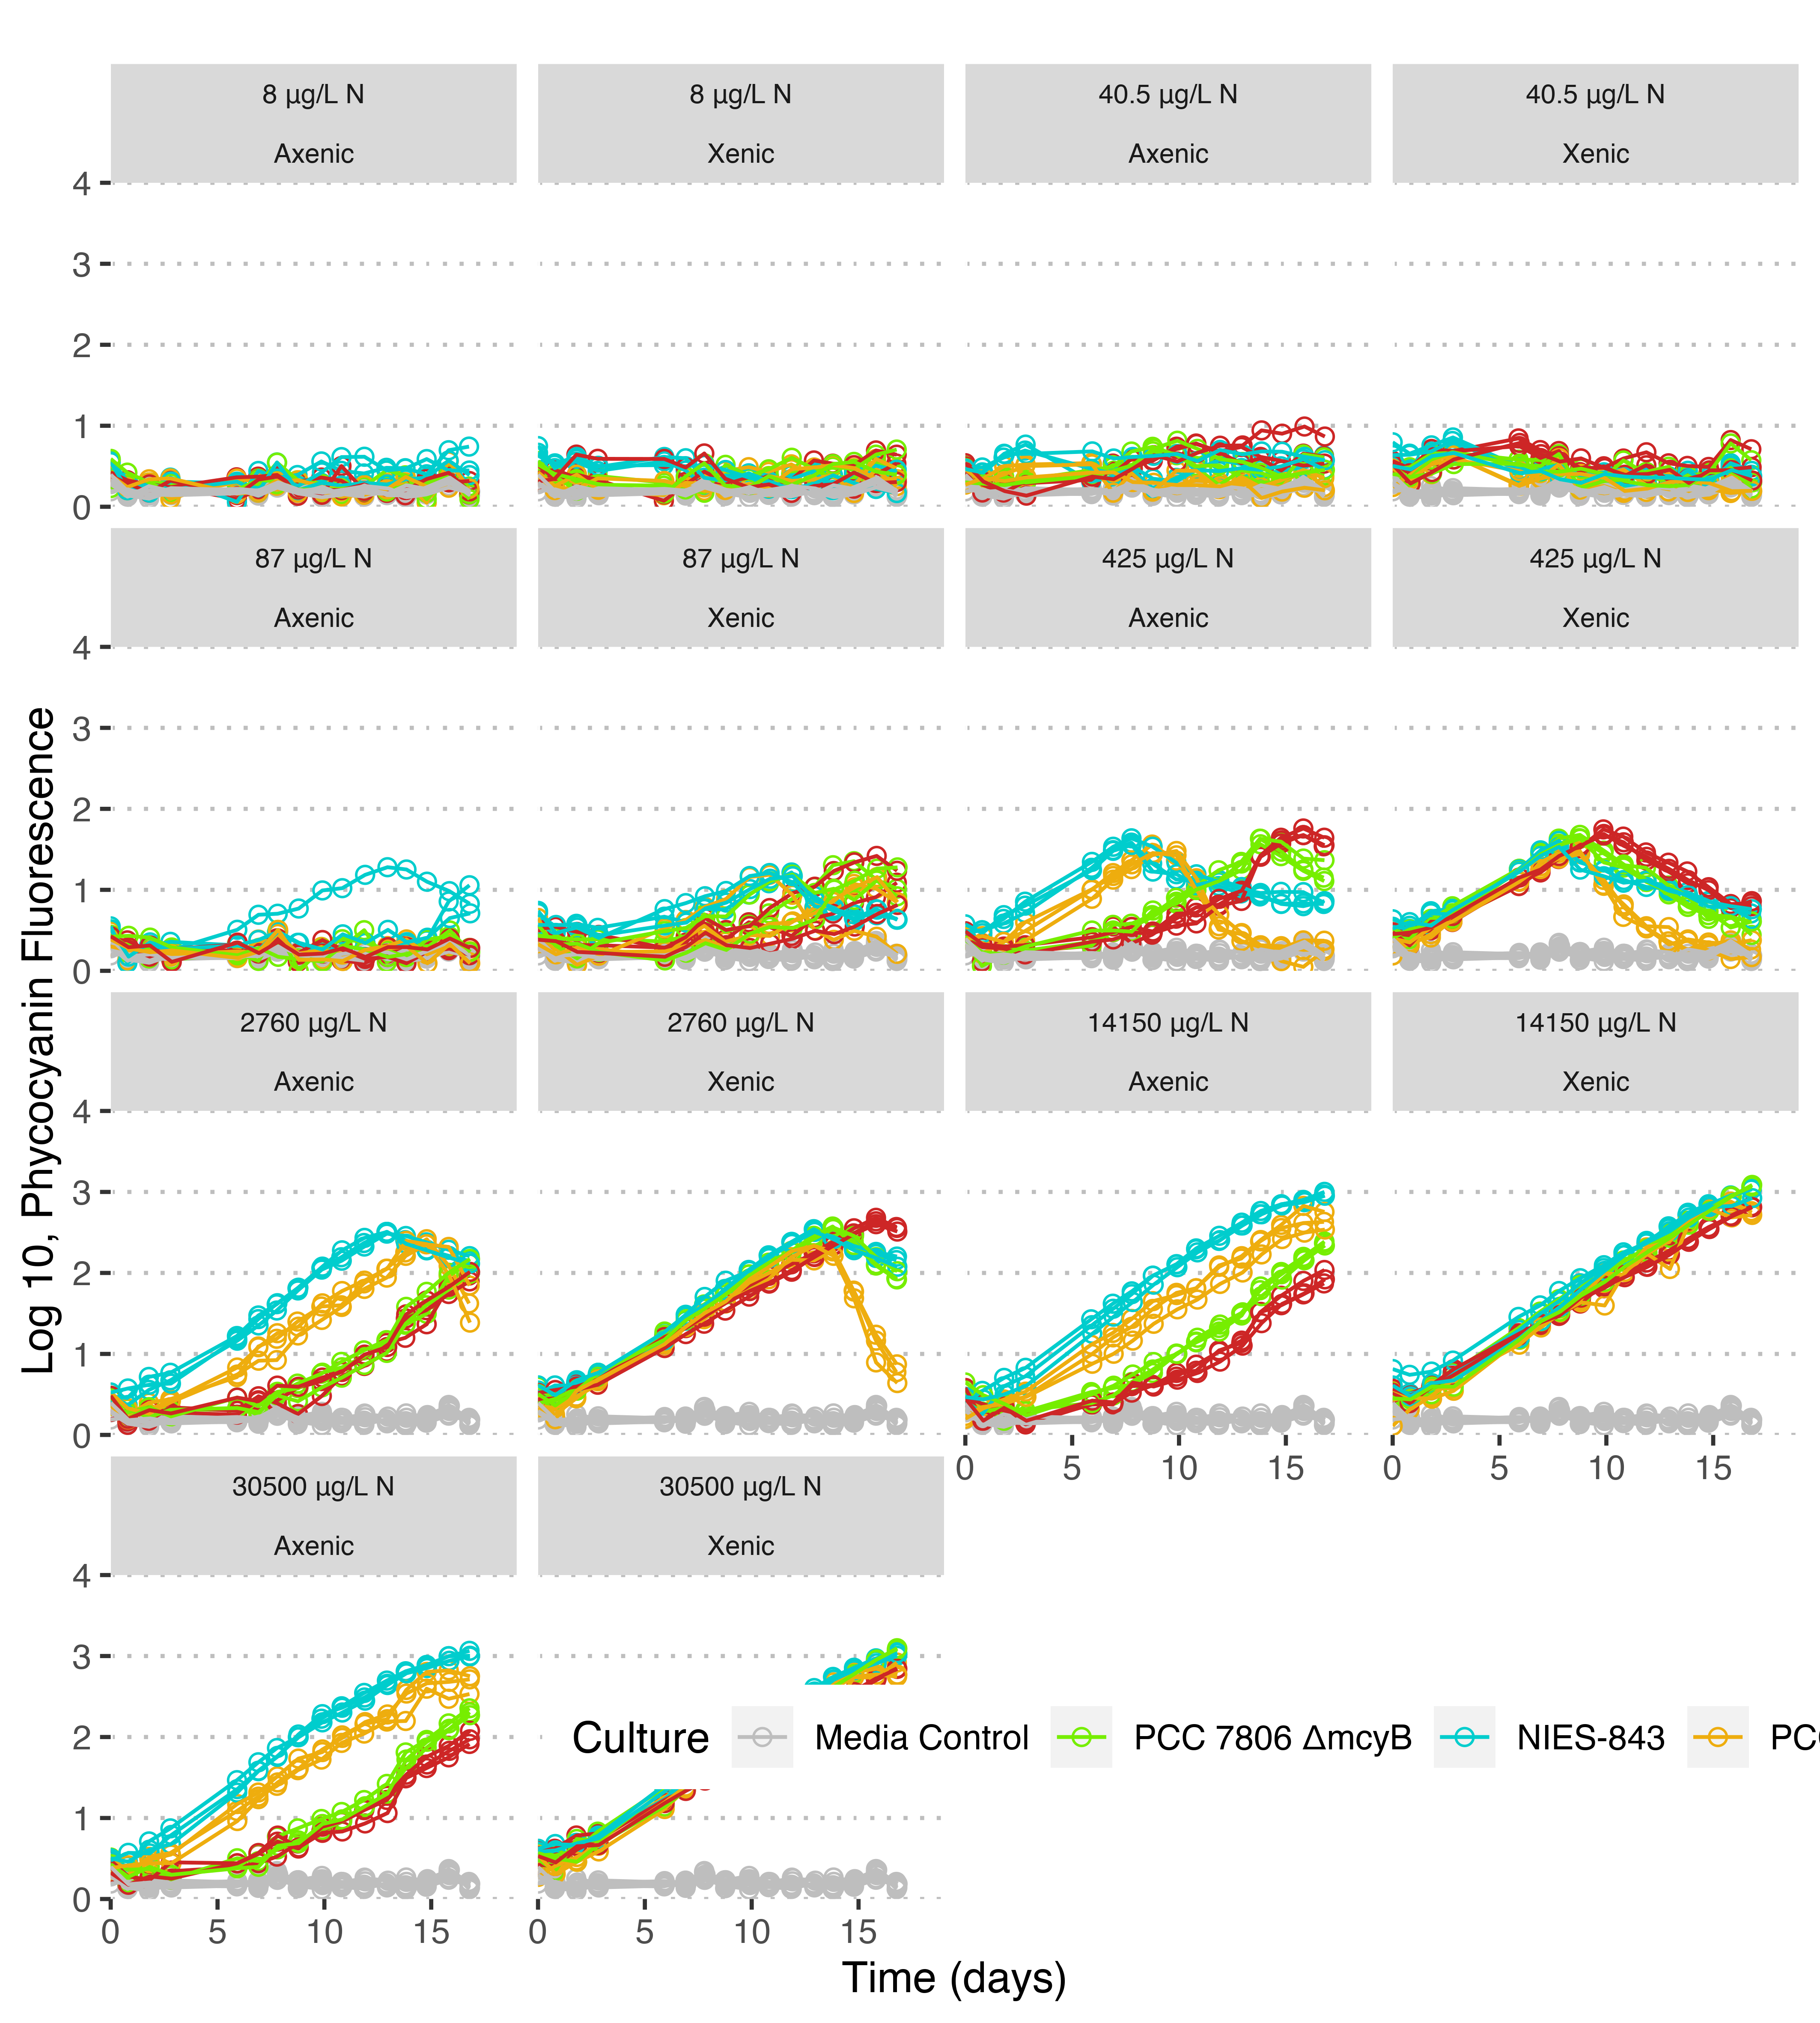 8 µg/L N
Axenic
8 µg/L N
Xenic
40.5 µg/L N
Axenic
40.5 µg/L N
Xenic
4
3
2
1
0
87 µg/L N
Axenic
87 µg/L N
Xenic
425 µg/L N
Axenic
425 µg/L N
Xenic
4
3
2
1
0
2760 µg/L N
Axenic
2760 µg/L N
Xenic
14150 µg/L N
Axenic
14150 µg/L N
Xenic
4
3
2
1
0
0 5 10 15
0 5 10 15
30500 µg/L N
Axenic
30500 µg/L N
Xenic
4
3
2
1
0
0 5 10 15
0 5 10 15
Log 10, Phycocyanin Fluorescence
Time (days)
Culture Media Control PCC 7806 ΔmcyB NIES-843